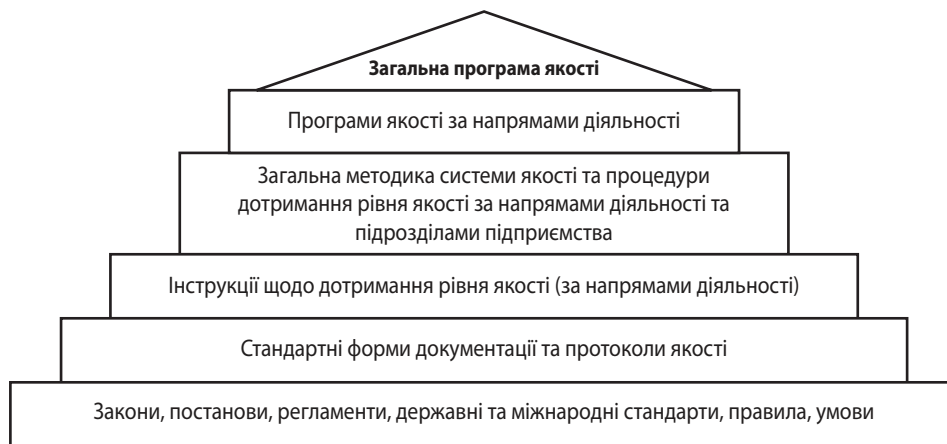 Загальна програма якості
Програми якості за напрямами діяльності
Загальна методика системи якості та процедури
дотримання рівня якості за напрямами діяльності та
підрозділами підприємства
Інструкції щодо дотримання рівня якості (за напрямами діяльності)
Стандартні форми документації та протоколи якості
Закони, постанови, регламенти, державні та міжнародні стандарти, правила, умови